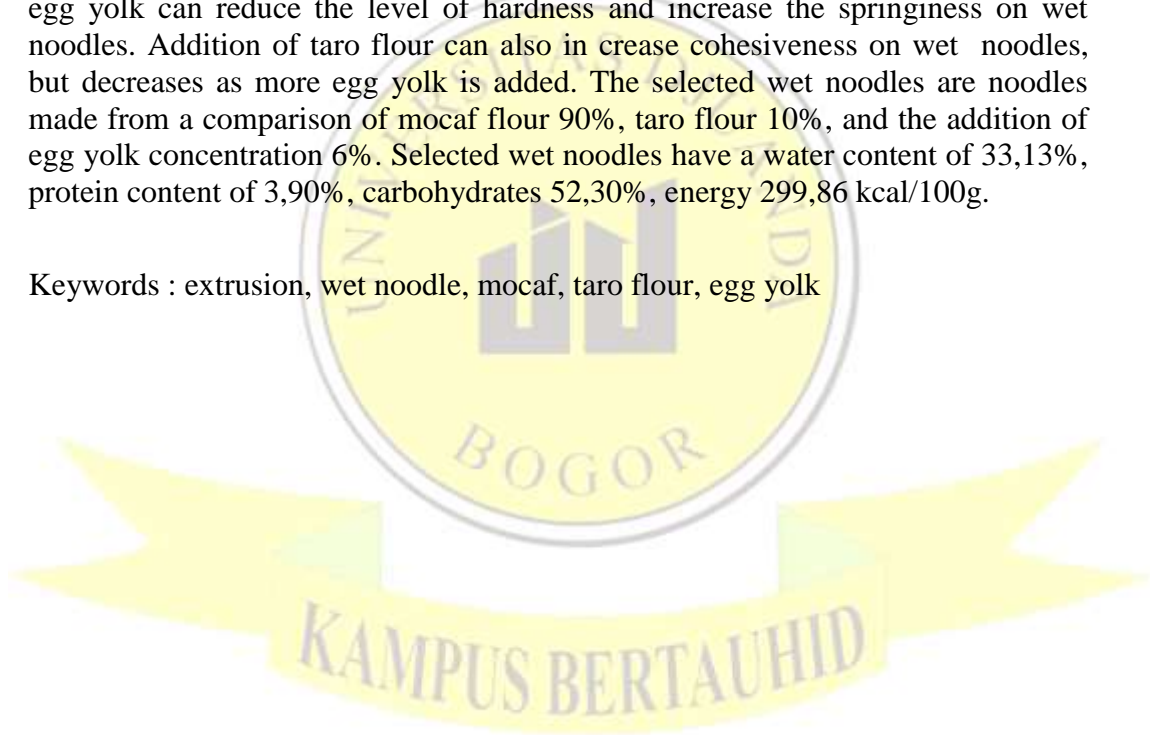 egg yolk can reduce the level of hardness and increase the springiness on wet
noodles. Addition of taro flour can also in crease cohesiveness on wet noodles,
but decreases as more egg yolk is added. The selected wet noodles are noodles
made from a comparison of mocaf flour 90%, taro flour 10%, and the addition of
egg yolk concentration 6%. Selected wet noodles have a water content of 33,13%,
protein content of 3,90%, carbohydrates 52,30%, energy 299,86 kcal/100g.
Keywords : extrusion, wet noodle, mocaf, taro flour, egg yolk
UNIVERSITAS DJUANDA
BOGOR
KAMPUS BERTAUHID